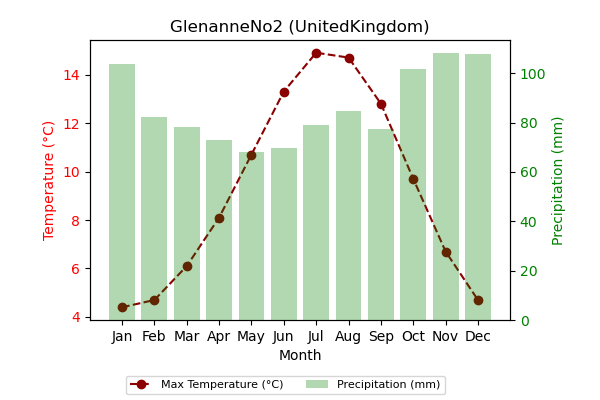 GlenanneNo2 (UnitedKingdom)
14
12
10
8
6
4
Temperature (°C)
100
80
60
40
20
0
Precipitation (mm)
Jan Feb Mar Apr May Jun Jul Aug Sep Oct Nov Dec
Month
Max Temperature (°C) Precipitation (mm)